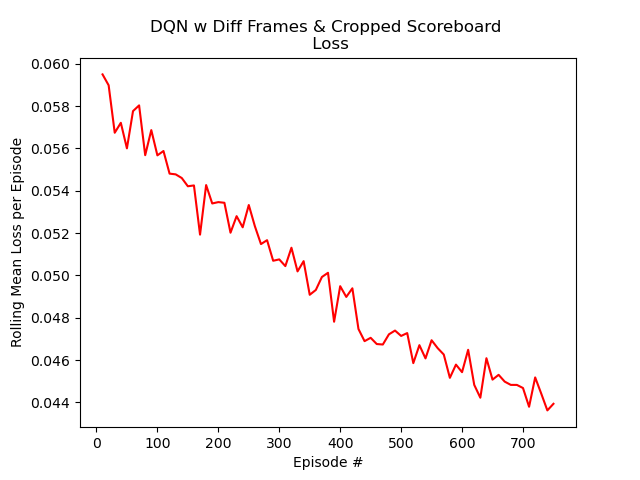 DQN w Diff Frames & Cropped Scoreboard
Loss
0.060
0.058
0.056
0.054
0.052
0.050
0.048
0.046
0.044
Rolling Mean Loss per Episode
0 100 200 300 400 500 600 700
Episode #